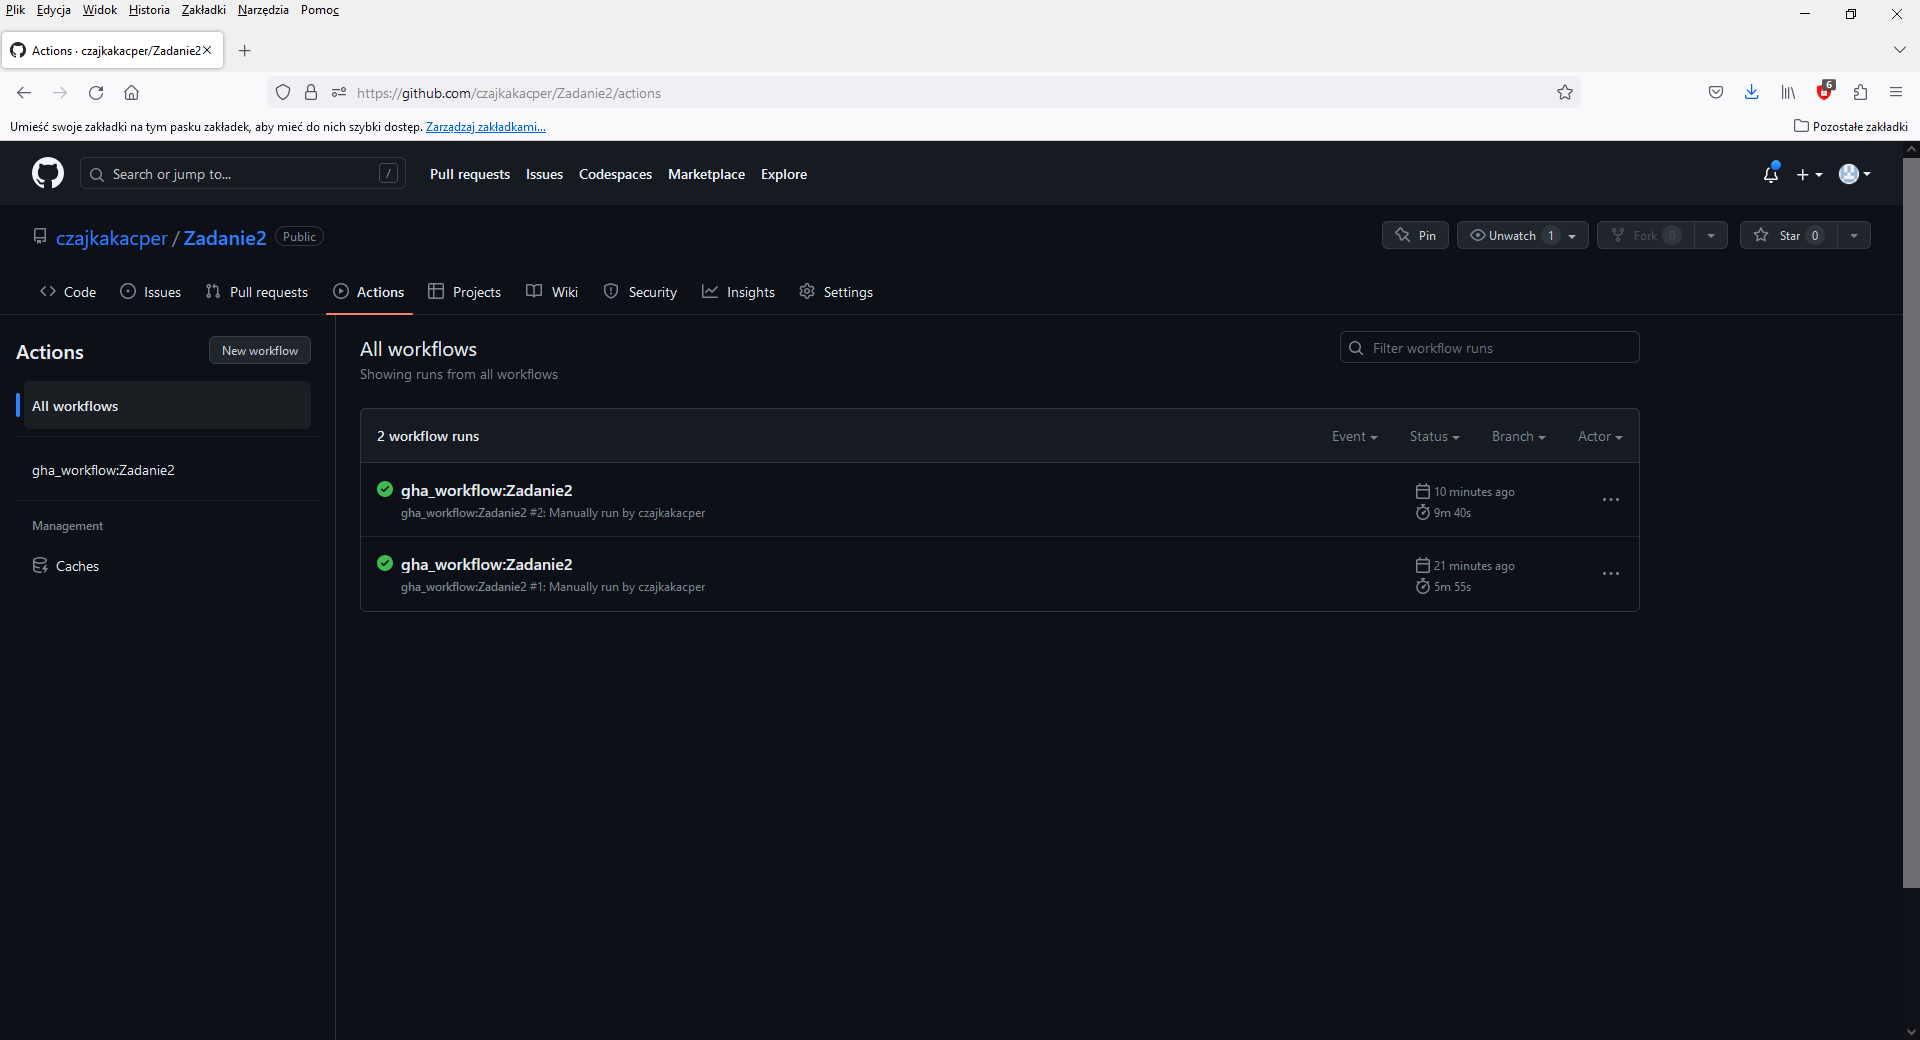 Plik Edycja Widok Historia Zakładki Narzędzia Pomoc
Actions · czajkakacper/Zadanie2
https://github.com/czajkakacper/Zadanie2/actions
6
Umieść swoje zakładki na tym pasku zakładek, aby mieć do nich szybki dostęp. Zarządzaj zakładkami...
Pozostałe zakładki
Search or jump to... /
Pull requests Issues Codespaces Marketplace Explore
czajkakacper / Zadanie2 Public
Pin Unwatch 1 Fork 0 Star 0
Code Issues Pull requests Actions Projects Wiki Security Insights Settings
Actions
New workflow
All workflows
gha_workflow:Zadanie2
Management
Caches
All workflows
Showing runs from all workflows
Filter workflow runs
2 workflow runs
Event Status Branch Actor
gha_workflow:Zadanie2
gha_workflow:Zadanie2 #2: Manually run by czajkakacper
10 minutes ago
9m 40s
gha_workflow:Zadanie2
gha_workflow:Zadanie2 #1: Manually run by czajkakacper
21 minutes ago
5m 55s